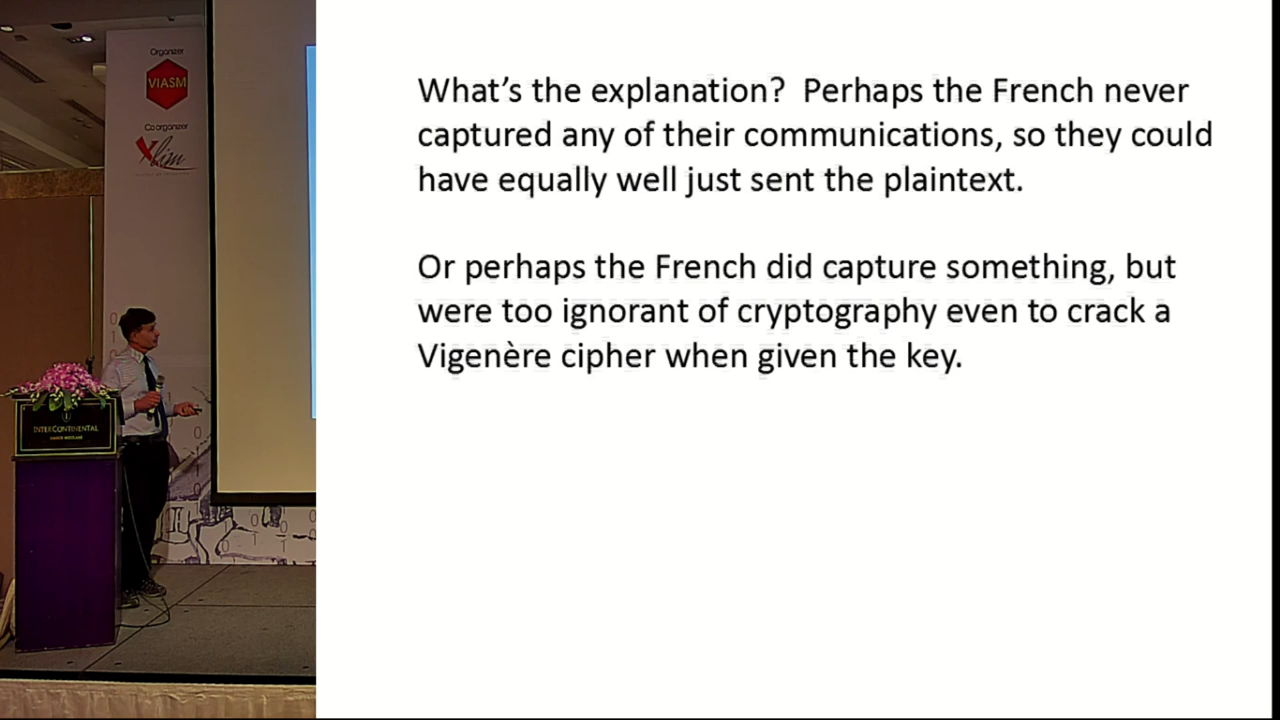 Organizer
VIASM
Co organizer
Xlim
INTERCONTINENTAL
What's the explanation? Perhaps the French never
captured any of their communications, so they could
have equally well just sent the plaintext.
Or perhaps the French did capture something, but
were too ignorant of cryptography even to crack a
Vigenère cipher when given the key.